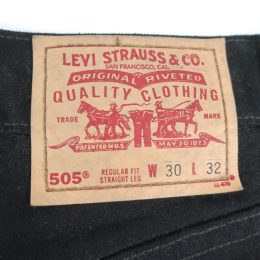 LEVI STRAUSS & CO.
SAN FRANCISCO, CAL.
ORIGINAL RIVETED
QUALITY CLOTHING
TRADE MARK
PATENTED IN U.S. MAY 20 1873
505® REGULAR FIT W 30 L 32
STRAIGHT LEG